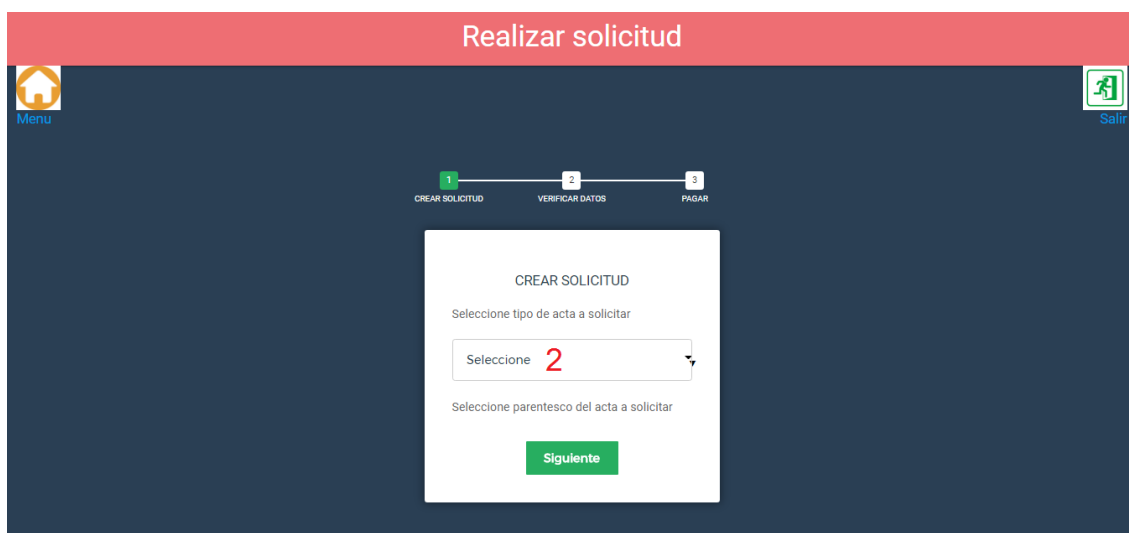 Realizar solicitud
Menu
Salir
1 2 3
CREAR SOLICITUD VERIFICAR DATOS PAGAR
CREAR SOLICITUD
Seleccione tipo de acta a solicitar
Seleccione 2
Seleccione parentesco del acta a solicitar
Siguiente